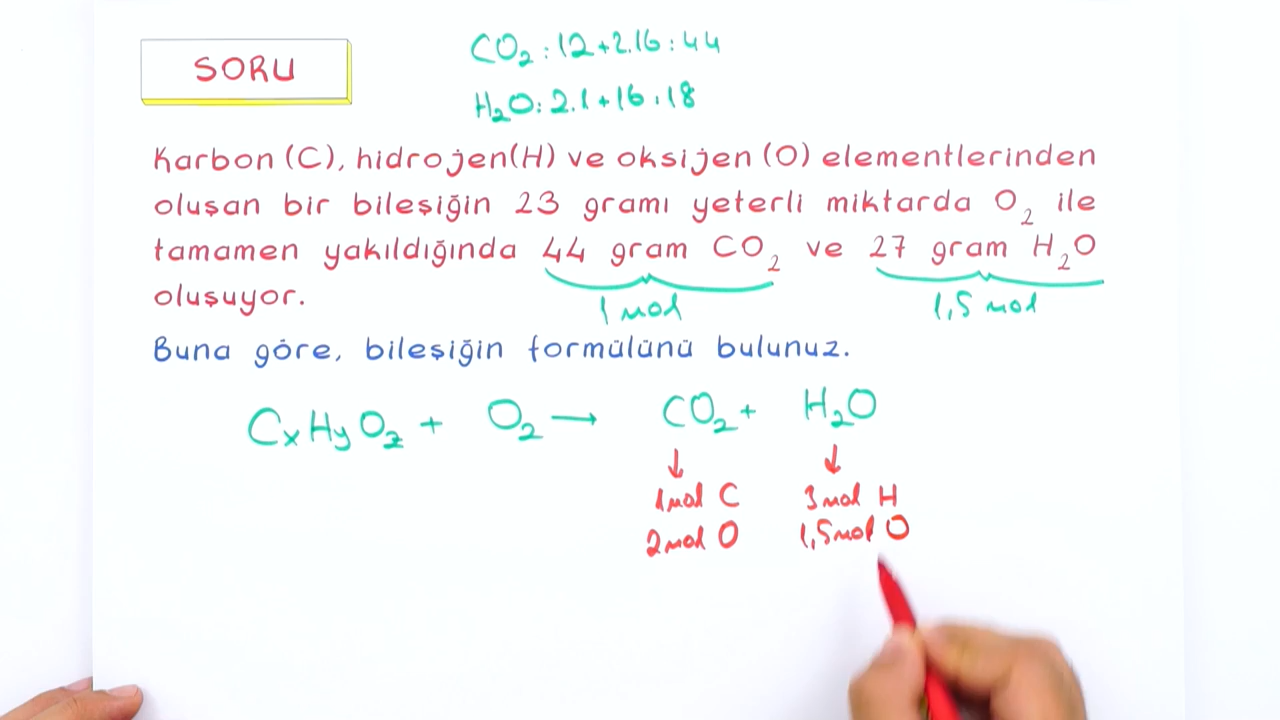 SORU
CO₂ : 12+2.16 : 44
H₂O : 2.1+16 : 18
Karbon (C), hidrojen(H) ve oksijen (O) elementlerinden
oluşan bir bileşiğin 23 gramı yeterli miktarda O₂ ile
tamamen yakıldığında 44 gram CO₂ ve 27 gram H₂O
oluşuyor.
1 mol 1,5 mol
Buna göre, bileşiğin formülünü bulunuz.
CxHyOz + O₂ → CO₂ + H₂O
↓ ↓
1mol C 3mol H
2mol O 1,5mol O